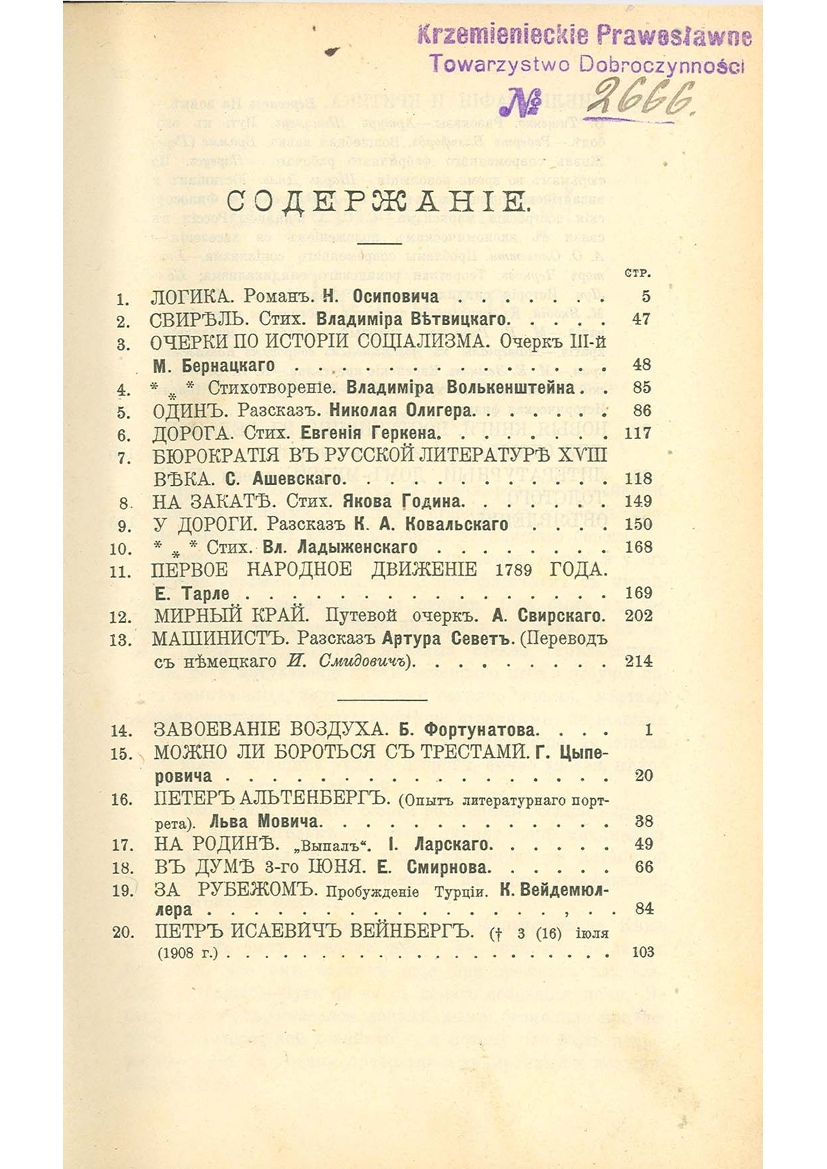 Krzemienieckie Prawosławne
Towarzystwo Dobroczynności
№ 2666.
СОДЕРЖАНІЕ.
СТР.
1. ЛОГИКА. Романъ. Н. Осиповича . . . . . . . 5
2. СВИРѢЛЬ. Стих. Владиміра Вѣтвицкаго. . . . . 47
3. ОЧЕРКИ ПО ИСТОРІИ СОЦІАЛИЗМА. Очеркъ III-й
М. Бернацкаго . . . . . . . . . . . . . . 48
4. * * * Стихотвореніе. Владиміра Волькенштейна. . 85
5. ОДИНЪ. Разсказъ. Николая Олигера. . . . . . . 86
6. ДОРОГА. Стих. Евгенія Геркена. . . . . . . . 117
7. БЮРОКРАТІЯ ВЪ РУССКОЙ ЛИТЕРАТУРѢ XVIII
ВѢКА. С. Ашевскаго. . . . . . . . . . . . 118
8. НА ЗАКАТѢ. Стих. Якова Година. . . . . . . 149
9. У ДОРОГИ. Разсказъ К. А. Ковальскаго . . . . 150
10. * * * Стих. Вл. Ладыженскаго . . . . . . . . 168
11. ПЕРВОЕ НАРОДНОЕ ДВИЖЕНІЕ 1789 ГОДА.
Е. Тарле . . . . . . . . . . . . . . . . 169
12. МИРНЫЙ КРАЙ. Путевой очеркъ. А. Свирскаго. 202
13. МАШИНИСТЪ. Разсказъ Артура Севетъ. (Переводъ
съ нѣмецкаго И. Смидовичъ). . . . . . . . . 214
14. ЗАВОЕВАНІЕ ВОЗДУХА. Б. Фортунатова. . . . 1
15. МОЖНО ЛИ БОРОТЬСЯ СЪ ТРЕСТАМИ. Г. Цыпе-
ровича . . . . . . . . . . . . . . . . . 20
16. ПЕТЕРЪ АЛЬТЕНБЕРГЪ. (Опытъ литературнаго порт-
рета). Льва Мовича. . . . . . . . . . . . . 38
17. НА РОДИНѢ. „Выпалъ“. І. Ларскаго. . . . . . 49
18. ВЪ ДУМѢ 3-го ІЮНЯ. Е. Смирнова. . . . . . 66
19. ЗА РУБЕЖОМЪ. Пробужденіе Турціи. К. Вейдемюл-
лера . . . . . . . . . . . . . . . . , . . 84
20. ПЕТРЪ ИСАЕВИЧЪ ВЕЙНБЕРГЪ. († 3 (16) іюля
(1908 г.) . . . . . . . . . . . . . . . . . . . 103